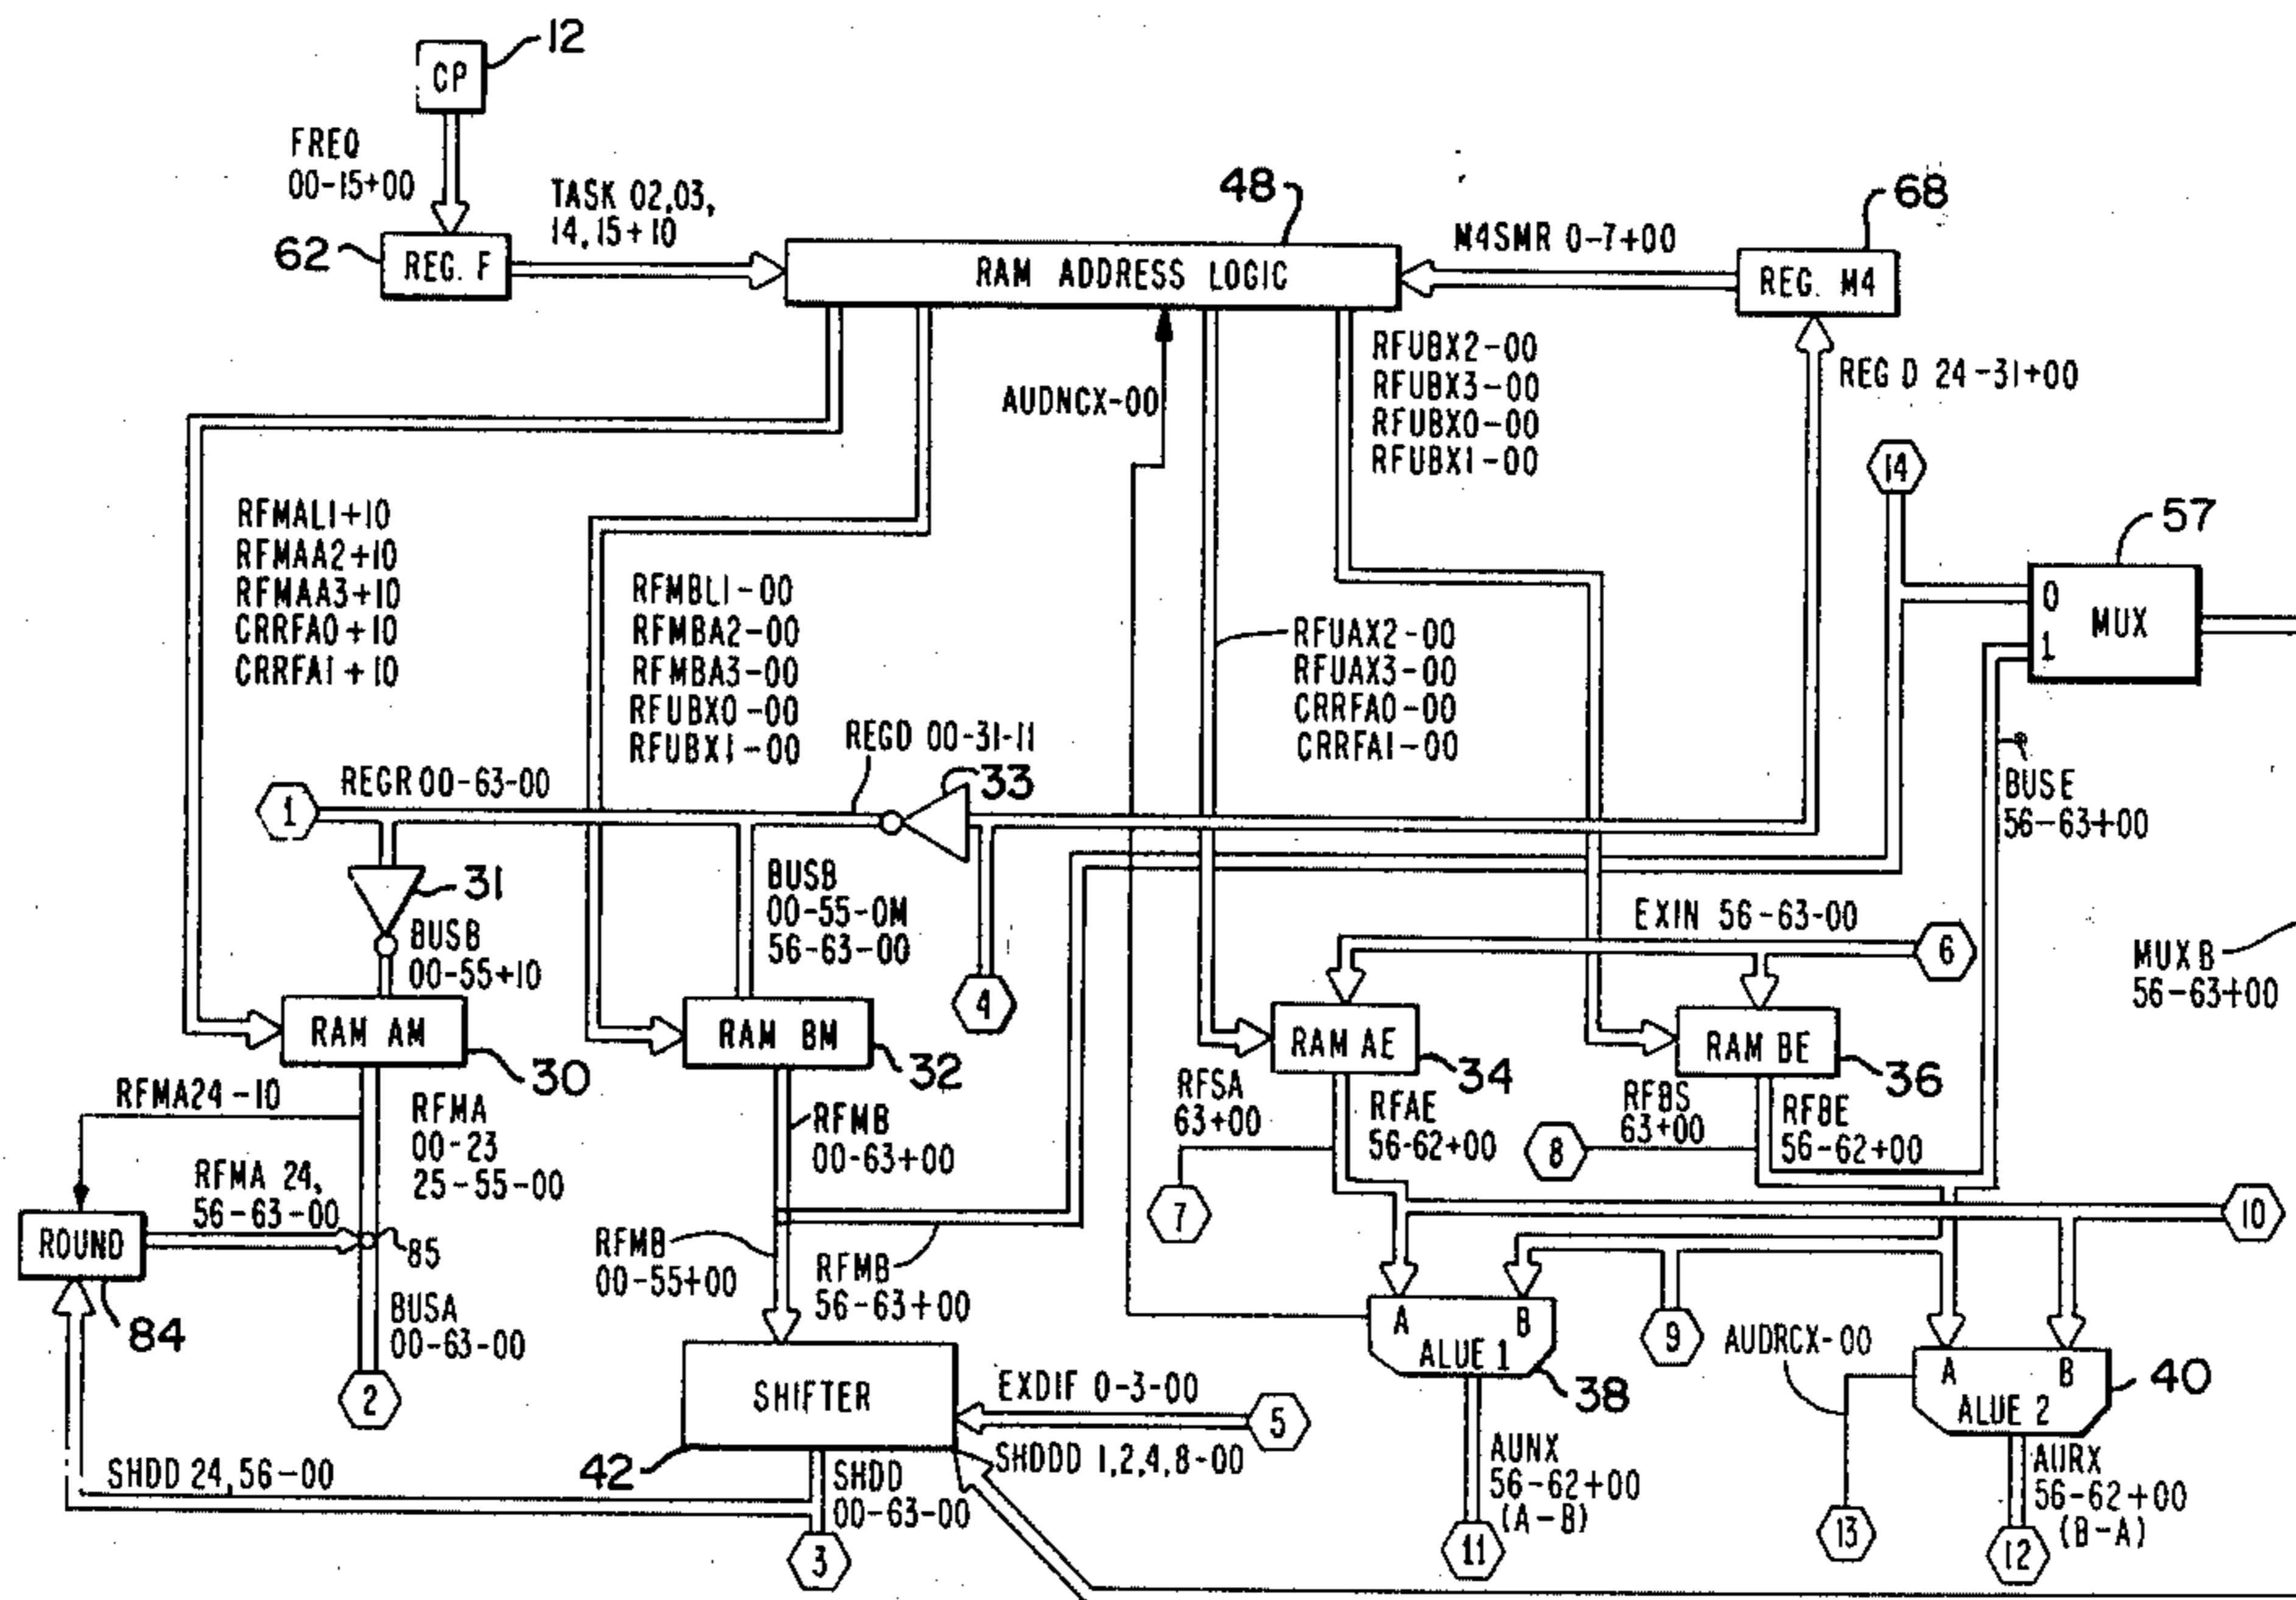 12
CP
FREQ
00-15+00
TASK 02,03,
14,15+10
62
REG. F
48
RAM ADDRESS LOGIC
M4SMR 0-7+00
68
REG. M4
REG D 24-31+00
AUDNCX-00
RFUBX2-00
RFUBX3-00
RFUBX0-00
RFUBX1-00
14
57
0
1
MUX
RFMAL1+10
RFMAA2+10
RFMAA3+10
CRRFA0+10
CRRFA1+10
RFMBL1-00
RFMBA2-00
RFMBA3-00
RFUBX0-00
RFUBX1-00
RFUAX2-00
RFUAX3-00
CRRFA0-00
CRRFA1-00
REGD 00-31-11
33
1
REGR 00-63-00
BUSE
56-63+00
31
BUSB
00-55+10
BUSB
00-55-0M
56-63-00
4
EXIN 56-63-00
6
MUX B
56-63+00
RAM AM
30
RAM BM
32
RAM AE
34
RAM BE
36
RFMA24-10
RFMA
00-23
25-55-00
RFMB
00-63+00
RFSA
63+00
RFAE
56-62+00
RFBS
63+00
RFBE
56-62+00
8
7
10
RFMA 24,
56-63-00
ROUND
84
85
BUSA
00-63-00
2
RFMB
00-55+00
RFMB
56-63+00
A B
ALUE 1
38
9
AUDRCX-00
A B
ALUE 2
40
SHIFTER
42
EXDIF 0-3-00
5
SHDDD 1,2,4,8-00
SHDD 24,56-00
SHDD
00-63-00
3
AUNX
56-62+00
(A-B)
11
13
AURX
56-62+00
(B-A)
12